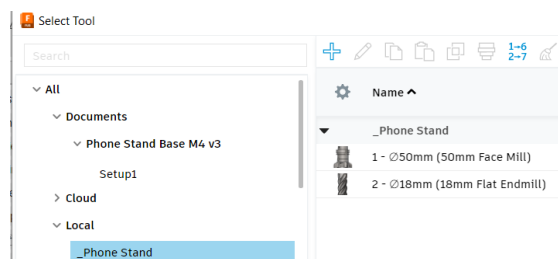 Select Tool
Search
1→6
2→7
All
Name
Documents
_Phone Stand
Phone Stand Base M4 v3
1 - ∅50mm (50mm Face Mill)
Setup1
2 - ∅18mm (18mm Flat Endmill)
Cloud
Local
_Phone Stand